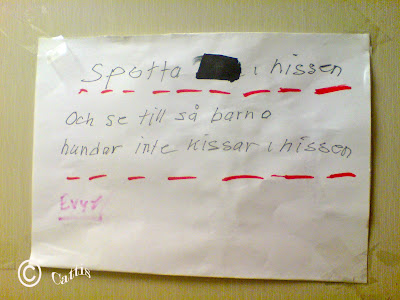 Spotta i hissen
Och se till så barn o
hundar inte kissar i hissen
© Cattis